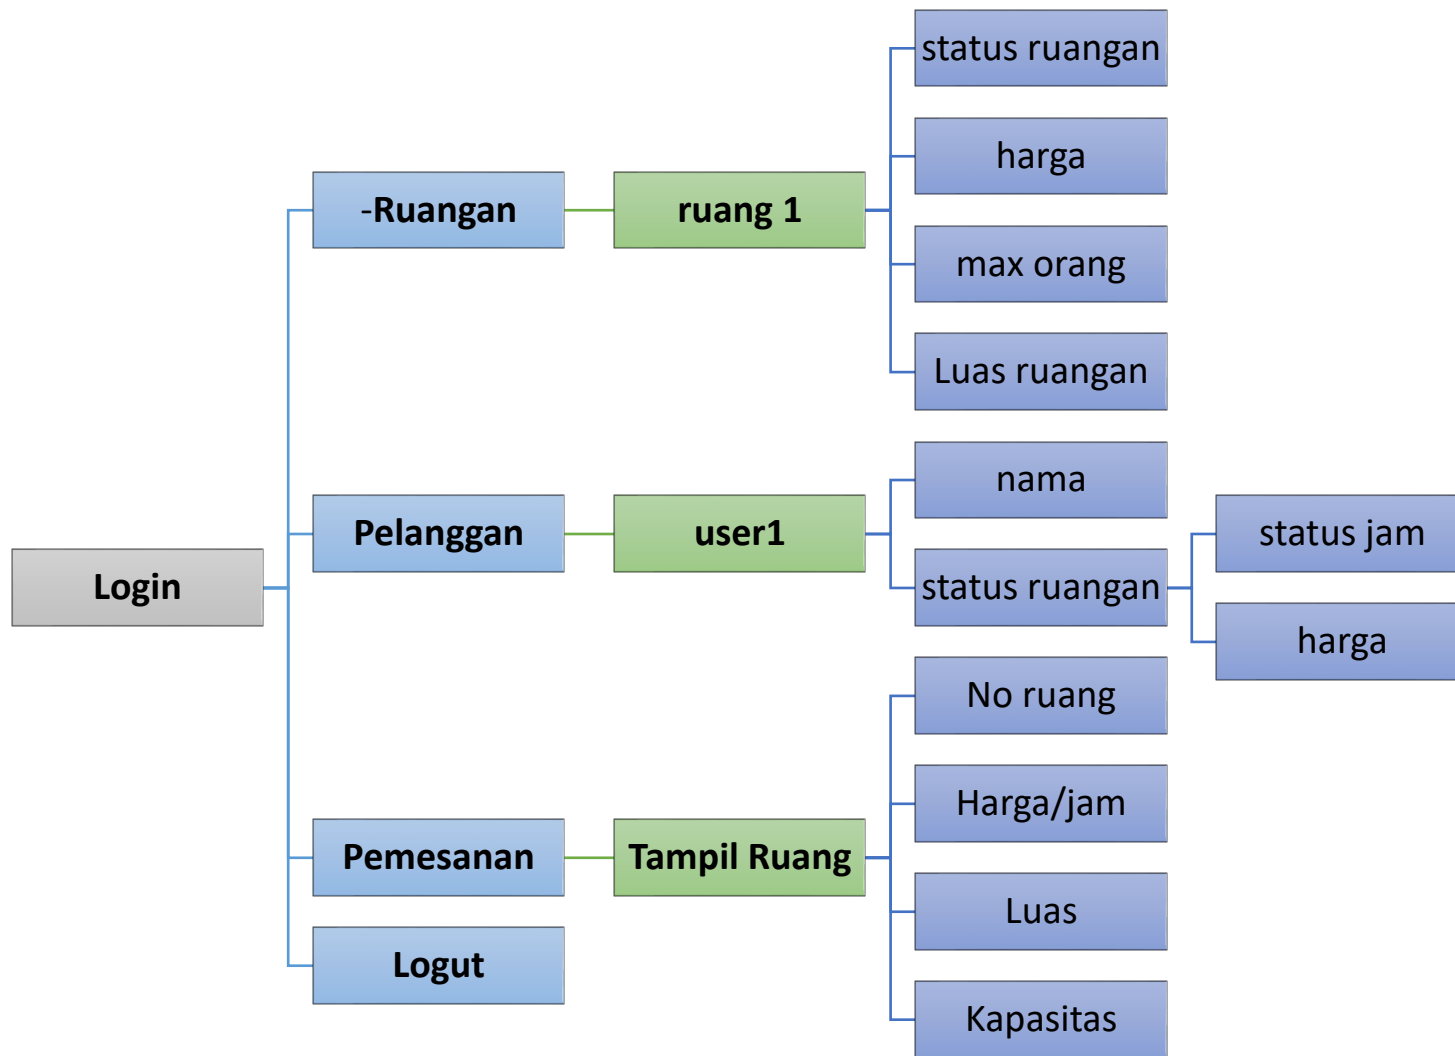 Login
-Ruangan
ruang 1
status ruangan
harga
max orang
Luas ruangan
Pelanggan
user1
nama
status ruangan
status jam
harga
Pemesanan
Tampil Ruang
No ruang
Harga/jam
Luas
Kapasitas
Logut